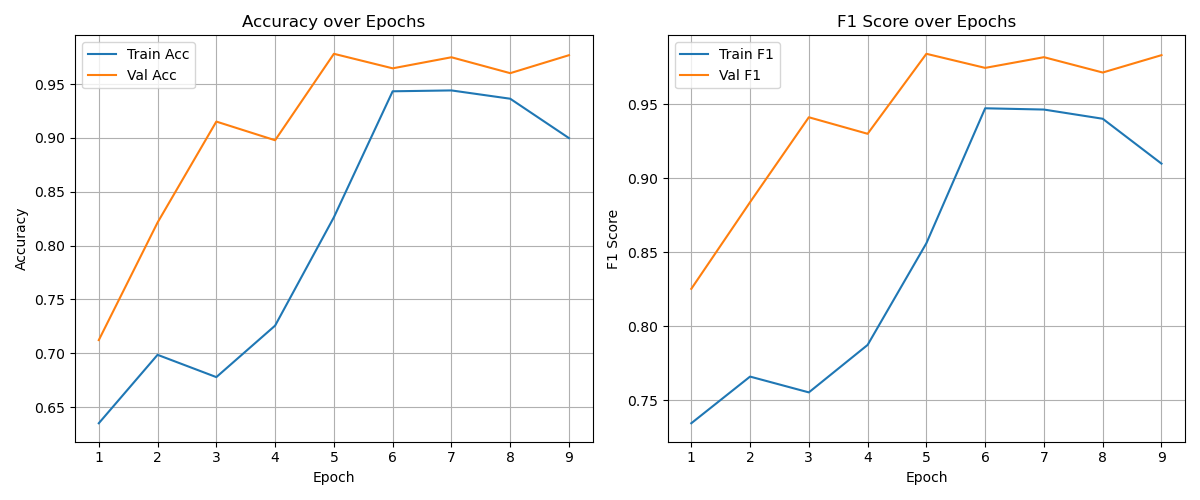 Accuracy over Epochs
Train Acc
Val Acc
0.95
0.90
0.85
0.80
0.75
0.70
0.65
Accuracy
1 2 3 4 5 6 7 8 9
Epoch
F1 Score over Epochs
Train F1
Val F1
0.95
0.90
0.85
0.80
0.75
F1 Score
1 2 3 4 5 6 7 8 9
Epoch